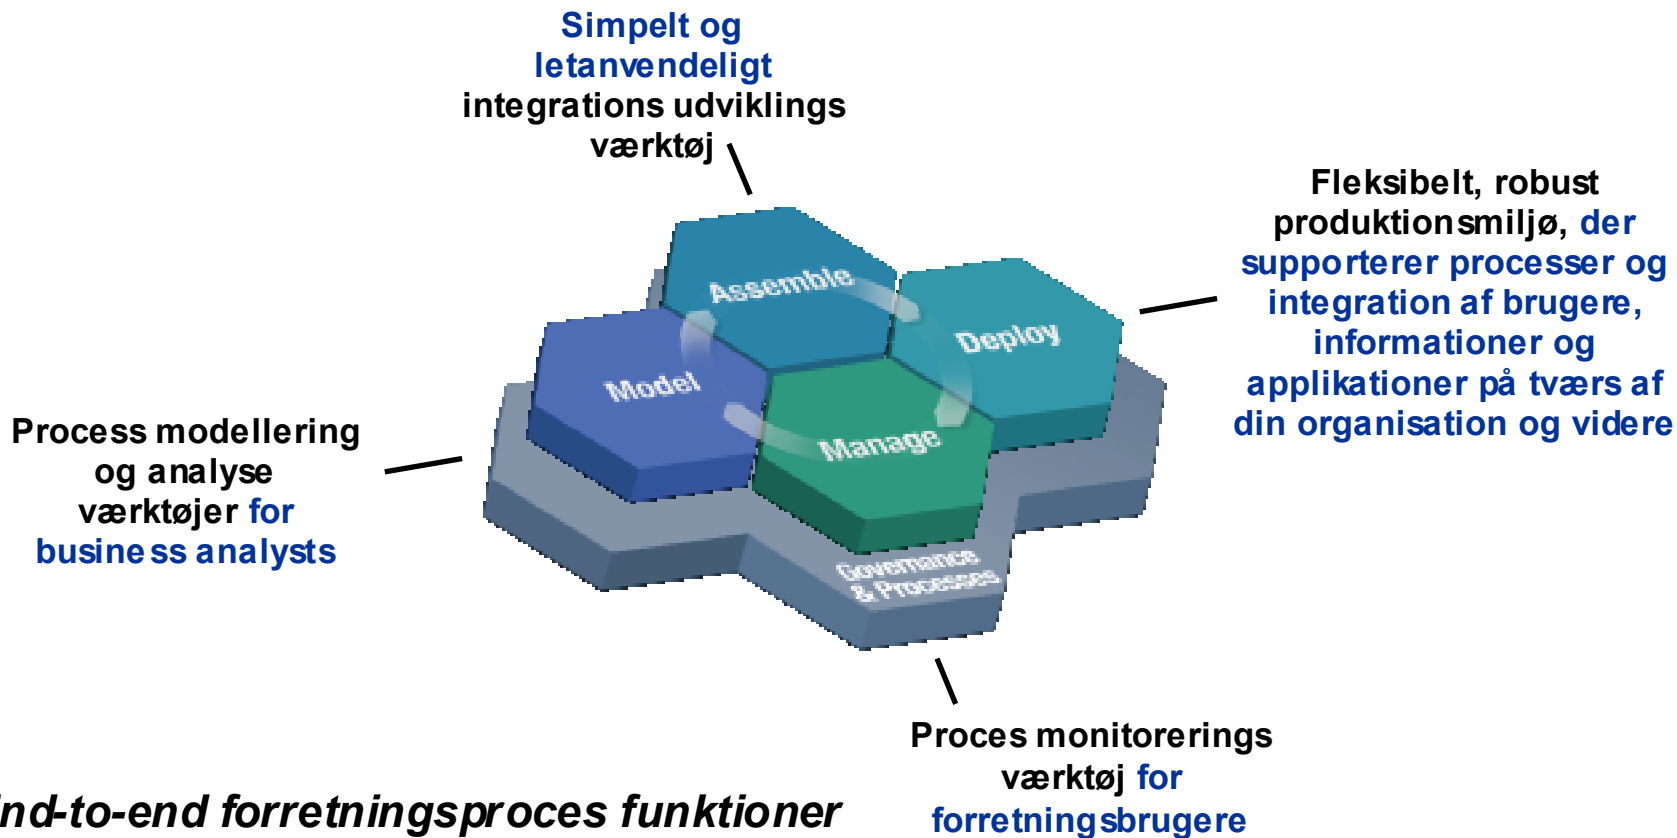 Simpelt og
letanvendeligt
integrations udviklings
værktøj
Fleksibelt, robust
produktionsmiljø, der
supporterer processer og
integration af brugere,
informationer og
applikationer på tværs af
din organisation og videre
Assemble
Deploy
Model
Manage
Process modellering
og analyse
værktøjer for
business analysts
Governance
& Processes
Proces monitorerings
værktøj for
forretningsbrugere
nd-to-end forretningsproces funktioner